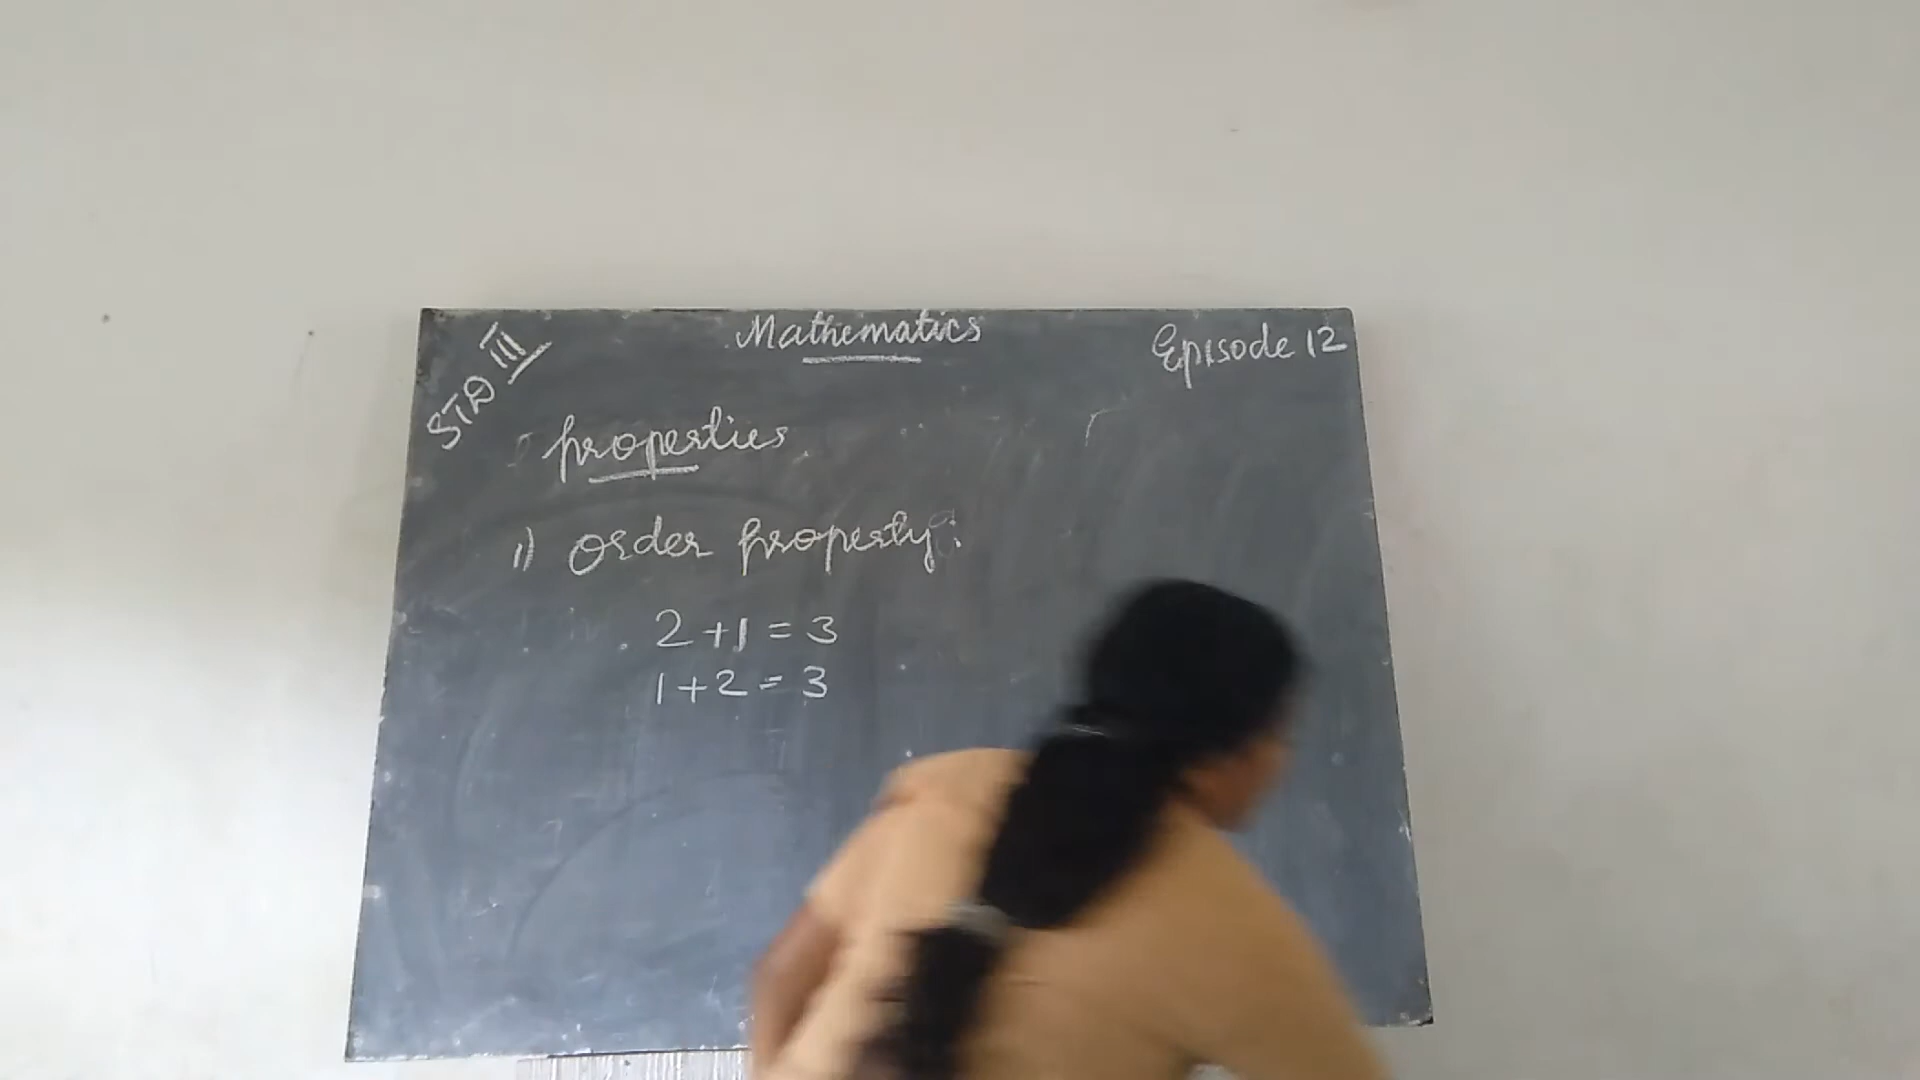 STD III
Mathematics
Episode 12
properties
1) Order property:
2+1=3
1+2=3